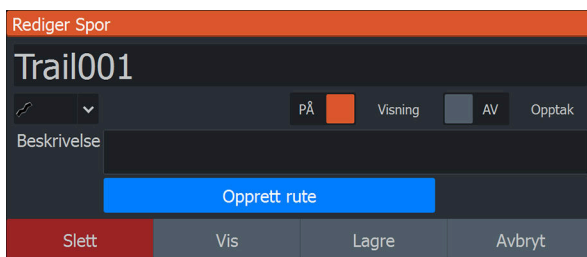 Rediger Spor
Trail001
PÅ Visning AV Opptak
Beskrivelse
Opprett rute
Slett Vis Lagre Avbryt